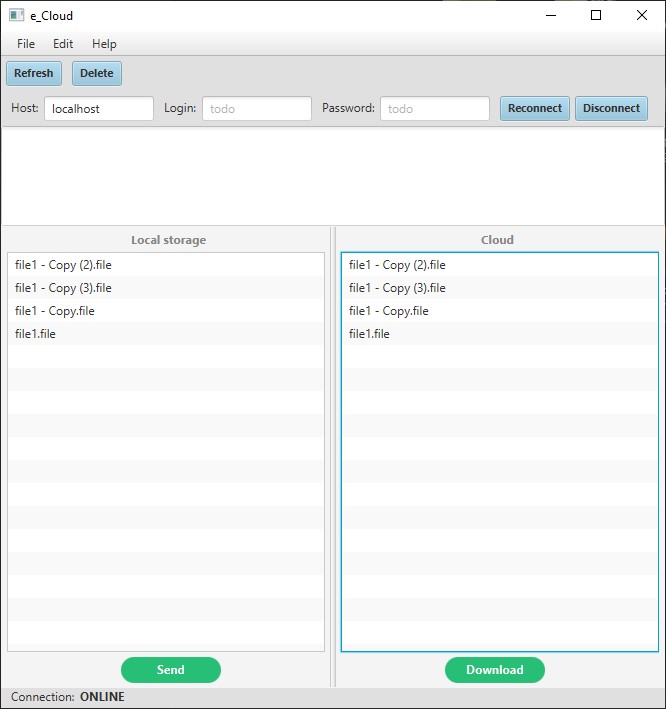 e_Cloud
File Edit Help
Refresh Delete
Host: localhost Login: todo Password: todo Reconnect Disconnect
Local storage
file1 - Copy (2).file
file1 - Copy (3).file
file1 - Copy.file
file1.file
Send
Cloud
file1 - Copy (2).file
file1 - Copy (3).file
file1 - Copy.file
file1.file
Download
Connection: ONLINE